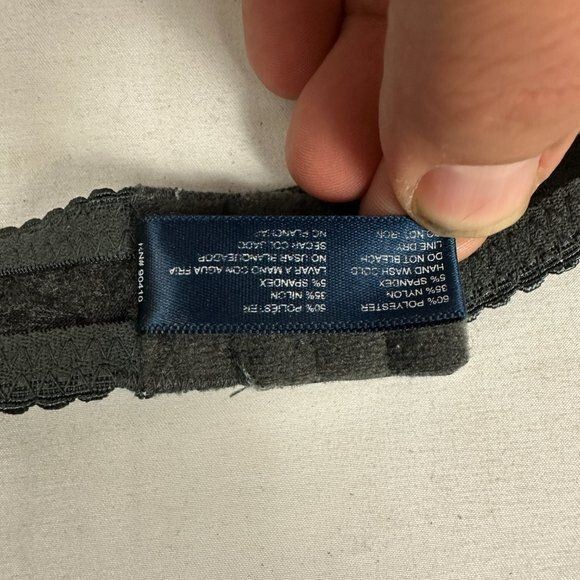 60% POLYESTER
35% NYLON
5% SPANDEX
HAND WASH COLD
DO NOT BLEACH
LINE DRY
DO NOT IRON
60% POLIÉSTER
35% NILON
5% SPANDEX
LAVAR A MANO CON AGUA FRIA
NO USAR BLANQUEADOR
SECAR COLGADO
NO PLANCHAR
RN# 90410